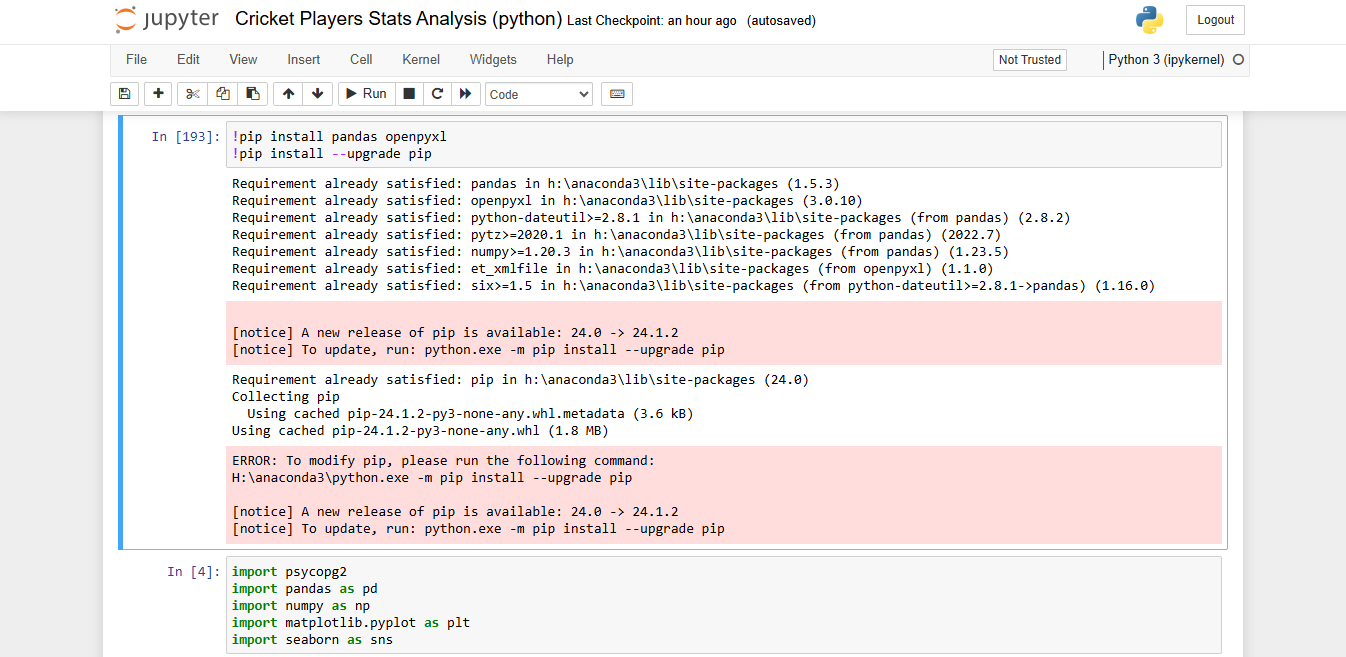 jupyter Cricket Players Stats Analysis (python) Last Checkpoint: an hour ago (autosaved) Logout
File Edit View Insert Cell Kernel Widgets Help Not Trusted Python 3 (ipykernel)
Run Code
In [193]: !pip install pandas openpyxl
!pip install --upgrade pip
Requirement already satisfied: pandas in h:\anaconda3\lib\site-packages (1.5.3)
Requirement already satisfied: openpyxl in h:\anaconda3\lib\site-packages (3.0.10)
Requirement already satisfied: python-dateutil>=2.8.1 in h:\anaconda3\lib\site-packages (from pandas) (2.8.2)
Requirement already satisfied: pytz>=2020.1 in h:\anaconda3\lib\site-packages (from pandas) (2022.7)
Requirement already satisfied: numpy>=1.20.3 in h:\anaconda3\lib\site-packages (from pandas) (1.23.5)
Requirement already satisfied: et_xmlfile in h:\anaconda3\lib\site-packages (from openpyxl) (1.1.0)
Requirement already satisfied: six>=1.5 in h:\anaconda3\lib\site-packages (from python-dateutil>=2.8.1->pandas) (1.16.0)
[notice] A new release of pip is available: 24.0 -> 24.1.2
[notice] To update, run: python.exe -m pip install --upgrade pip
Requirement already satisfied: pip in h:\anaconda3\lib\site-packages (24.0)
Collecting pip
Using cached pip-24.1.2-py3-none-any.whl.metadata (3.6 kB)
Using cached pip-24.1.2-py3-none-any.whl (1.8 MB)
ERROR: To modify pip, please run the following command:
H:\anaconda3\python.exe -m pip install --upgrade pip
[notice] A new release of pip is available: 24.0 -> 24.1.2
[notice] To update, run: python.exe -m pip install --upgrade pip
In [4]: import psycopg2
import pandas as pd
import numpy as np
import matplotlib.pyplot as plt
import seaborn as sns